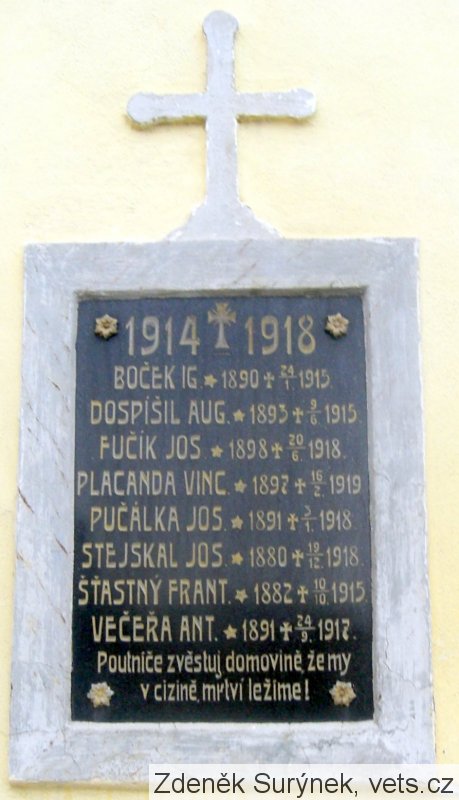 1914 1918
BOČEK IG. * 1890 ✝ 24/1 1915.
DOSPÍŠIL AUG. * 1893 ✝ 9/6 1915.
FUČÍK JOS. * 1898 ✝ 20/6 1918.
PLACANDA VINC. * 1897 ✝ 16/2 1919
PUČÁLKA JOS. * 1891 ✝ 3/1 1918.
STEJSKAL JOS. * 1880 ✝ 19/12 1918.
ŠŤASTNÝ FRANT. * 1882 ✝ 10/10 1915.
VEČEŘA ANT. * 1891 ✝ 24/9 1917.
Poutniče zvěstuj domovině, že my
v cizině, mrtví ležíme!
Zdeněk Surýnek, vets.cz